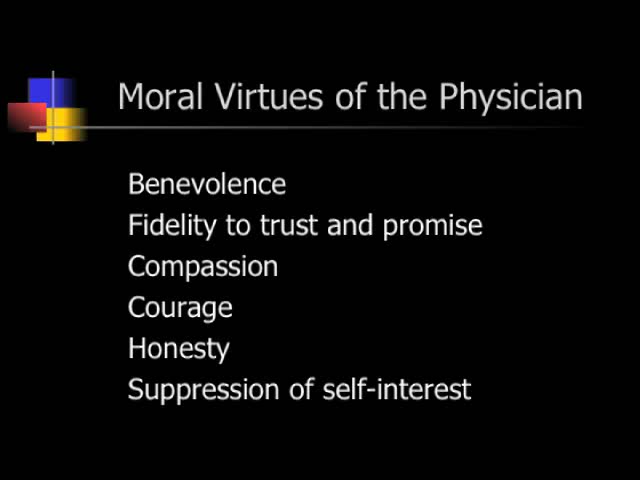 Moral Virtues of the Physician
Benevolence
Fidelity to trust and promise
Compassion
Courage
Honesty
Suppression of self-interest